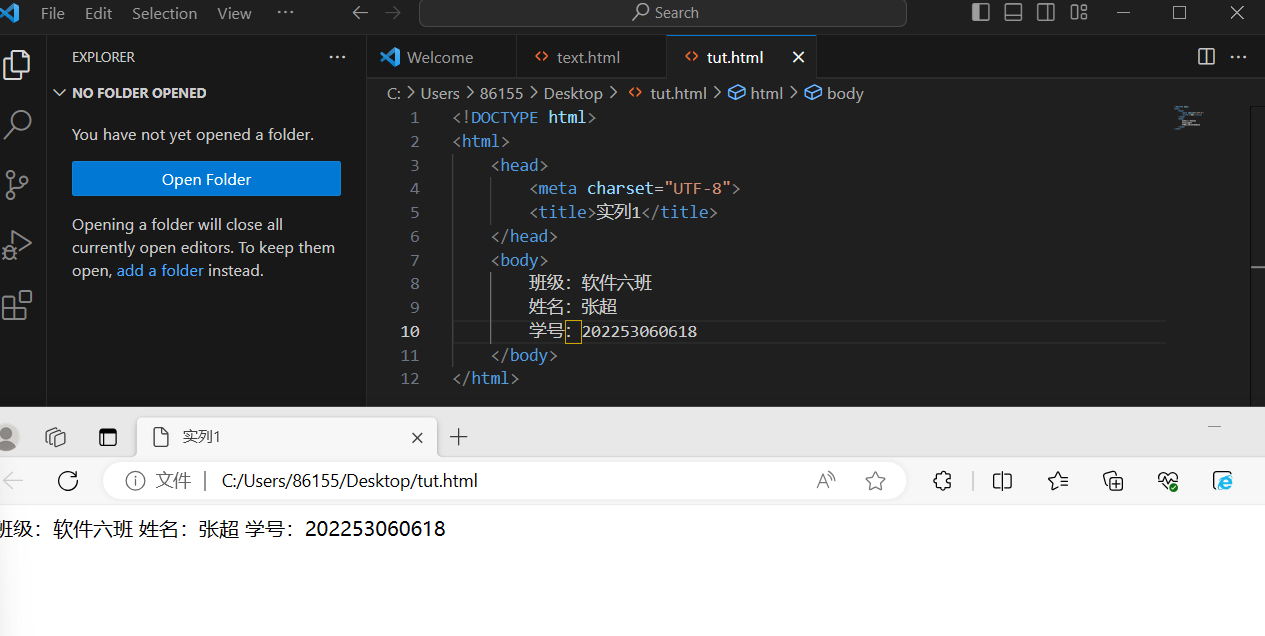 File Edit Selection View ··· Search
EXPLORER ···
Welcome text.html tut.html
NO FOLDER OPENED
C: > Users > 86155 > Desktop > tut.html > html > body
You have not yet opened a folder.
Open Folder
Opening a folder will close all
currently open editors. To keep them
open, add a folder instead.
1 <!DOCTYPE html>
2 <html>
3 <head>
4 <meta charset="UTF-8">
5 <title>实列1</title>
6 </head>
7 <body>
8 班级：软件六班
9 姓名：张超
10 学号：202253060618
11 </body>
12 </html>
实列1
文件 | C:/Users/86155/Desktop/tut.html
班级：软件六班 姓名：张超 学号：202253060618